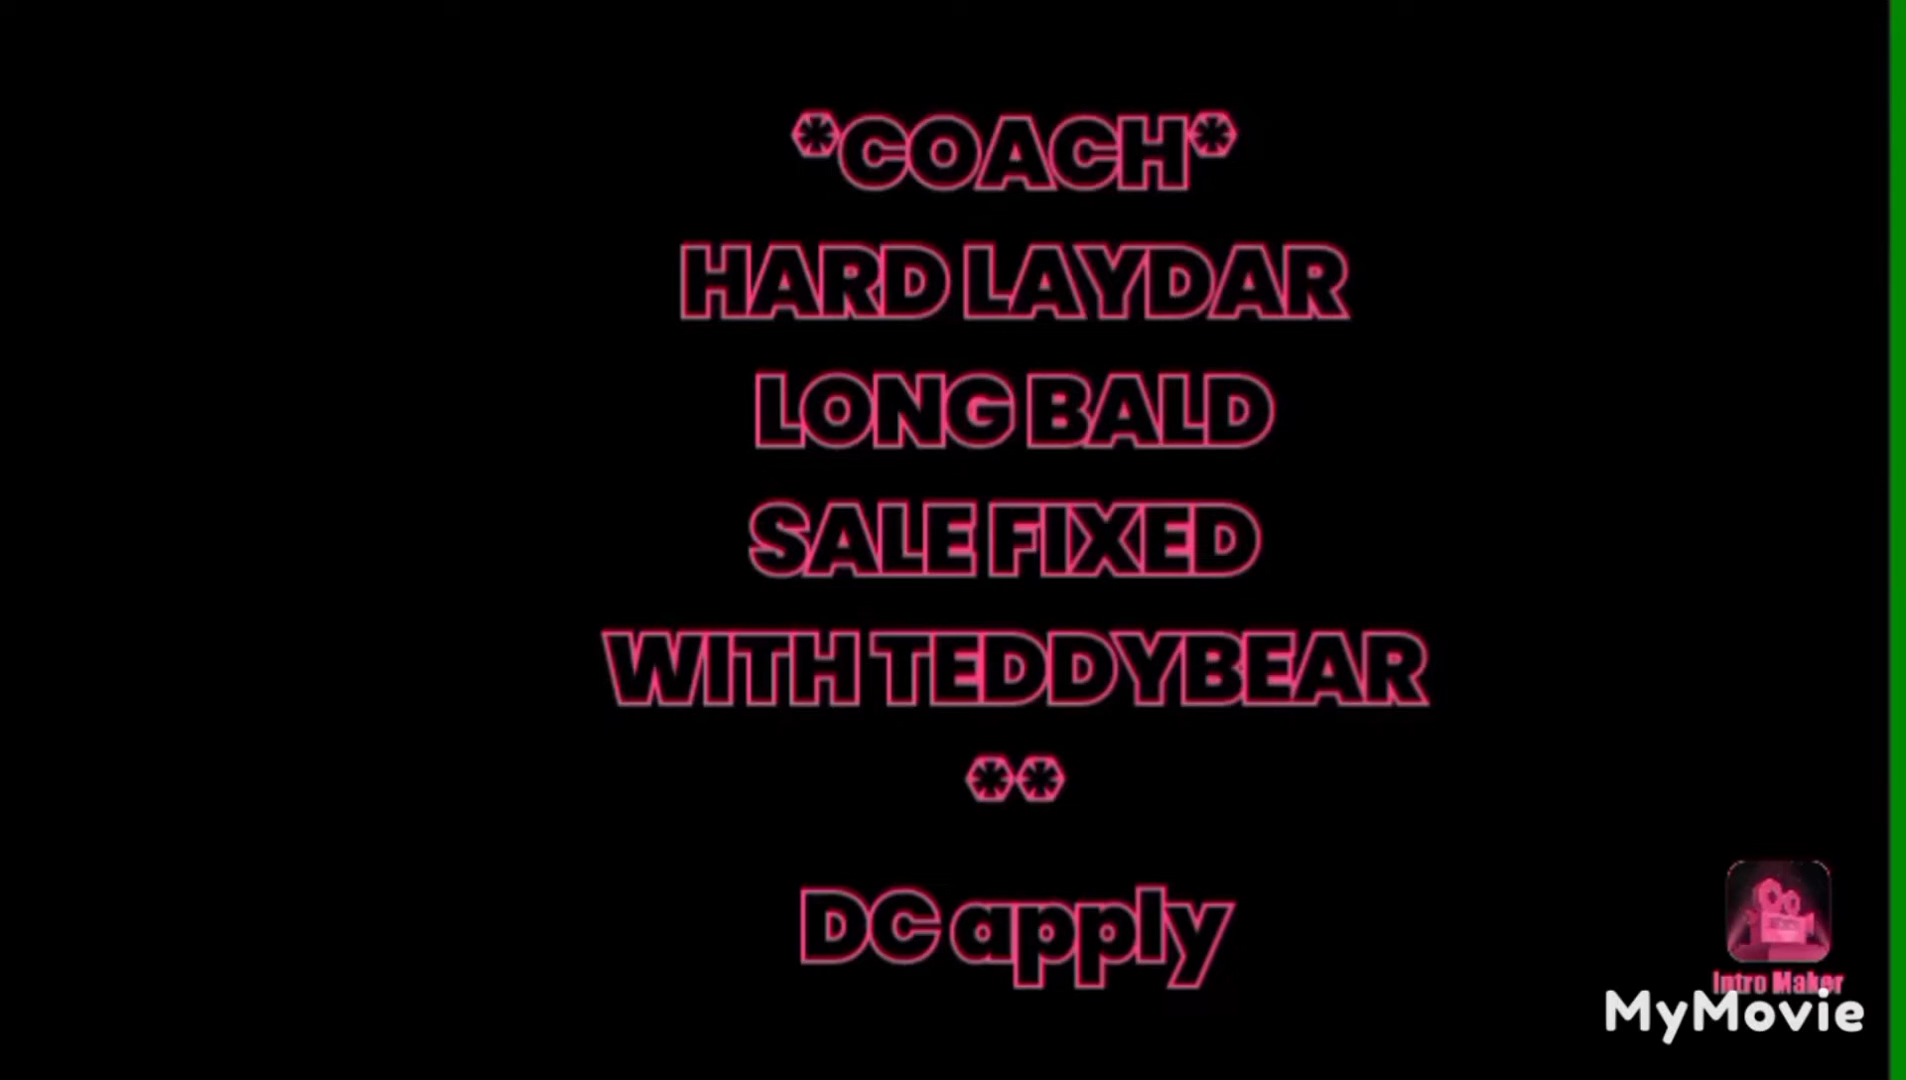 *COACH*
HARD LAYDAR
LONG BALD
SALE FIXED
WITH TEDDYBEAR
**
DC apply
Intro Maker
MyMovie